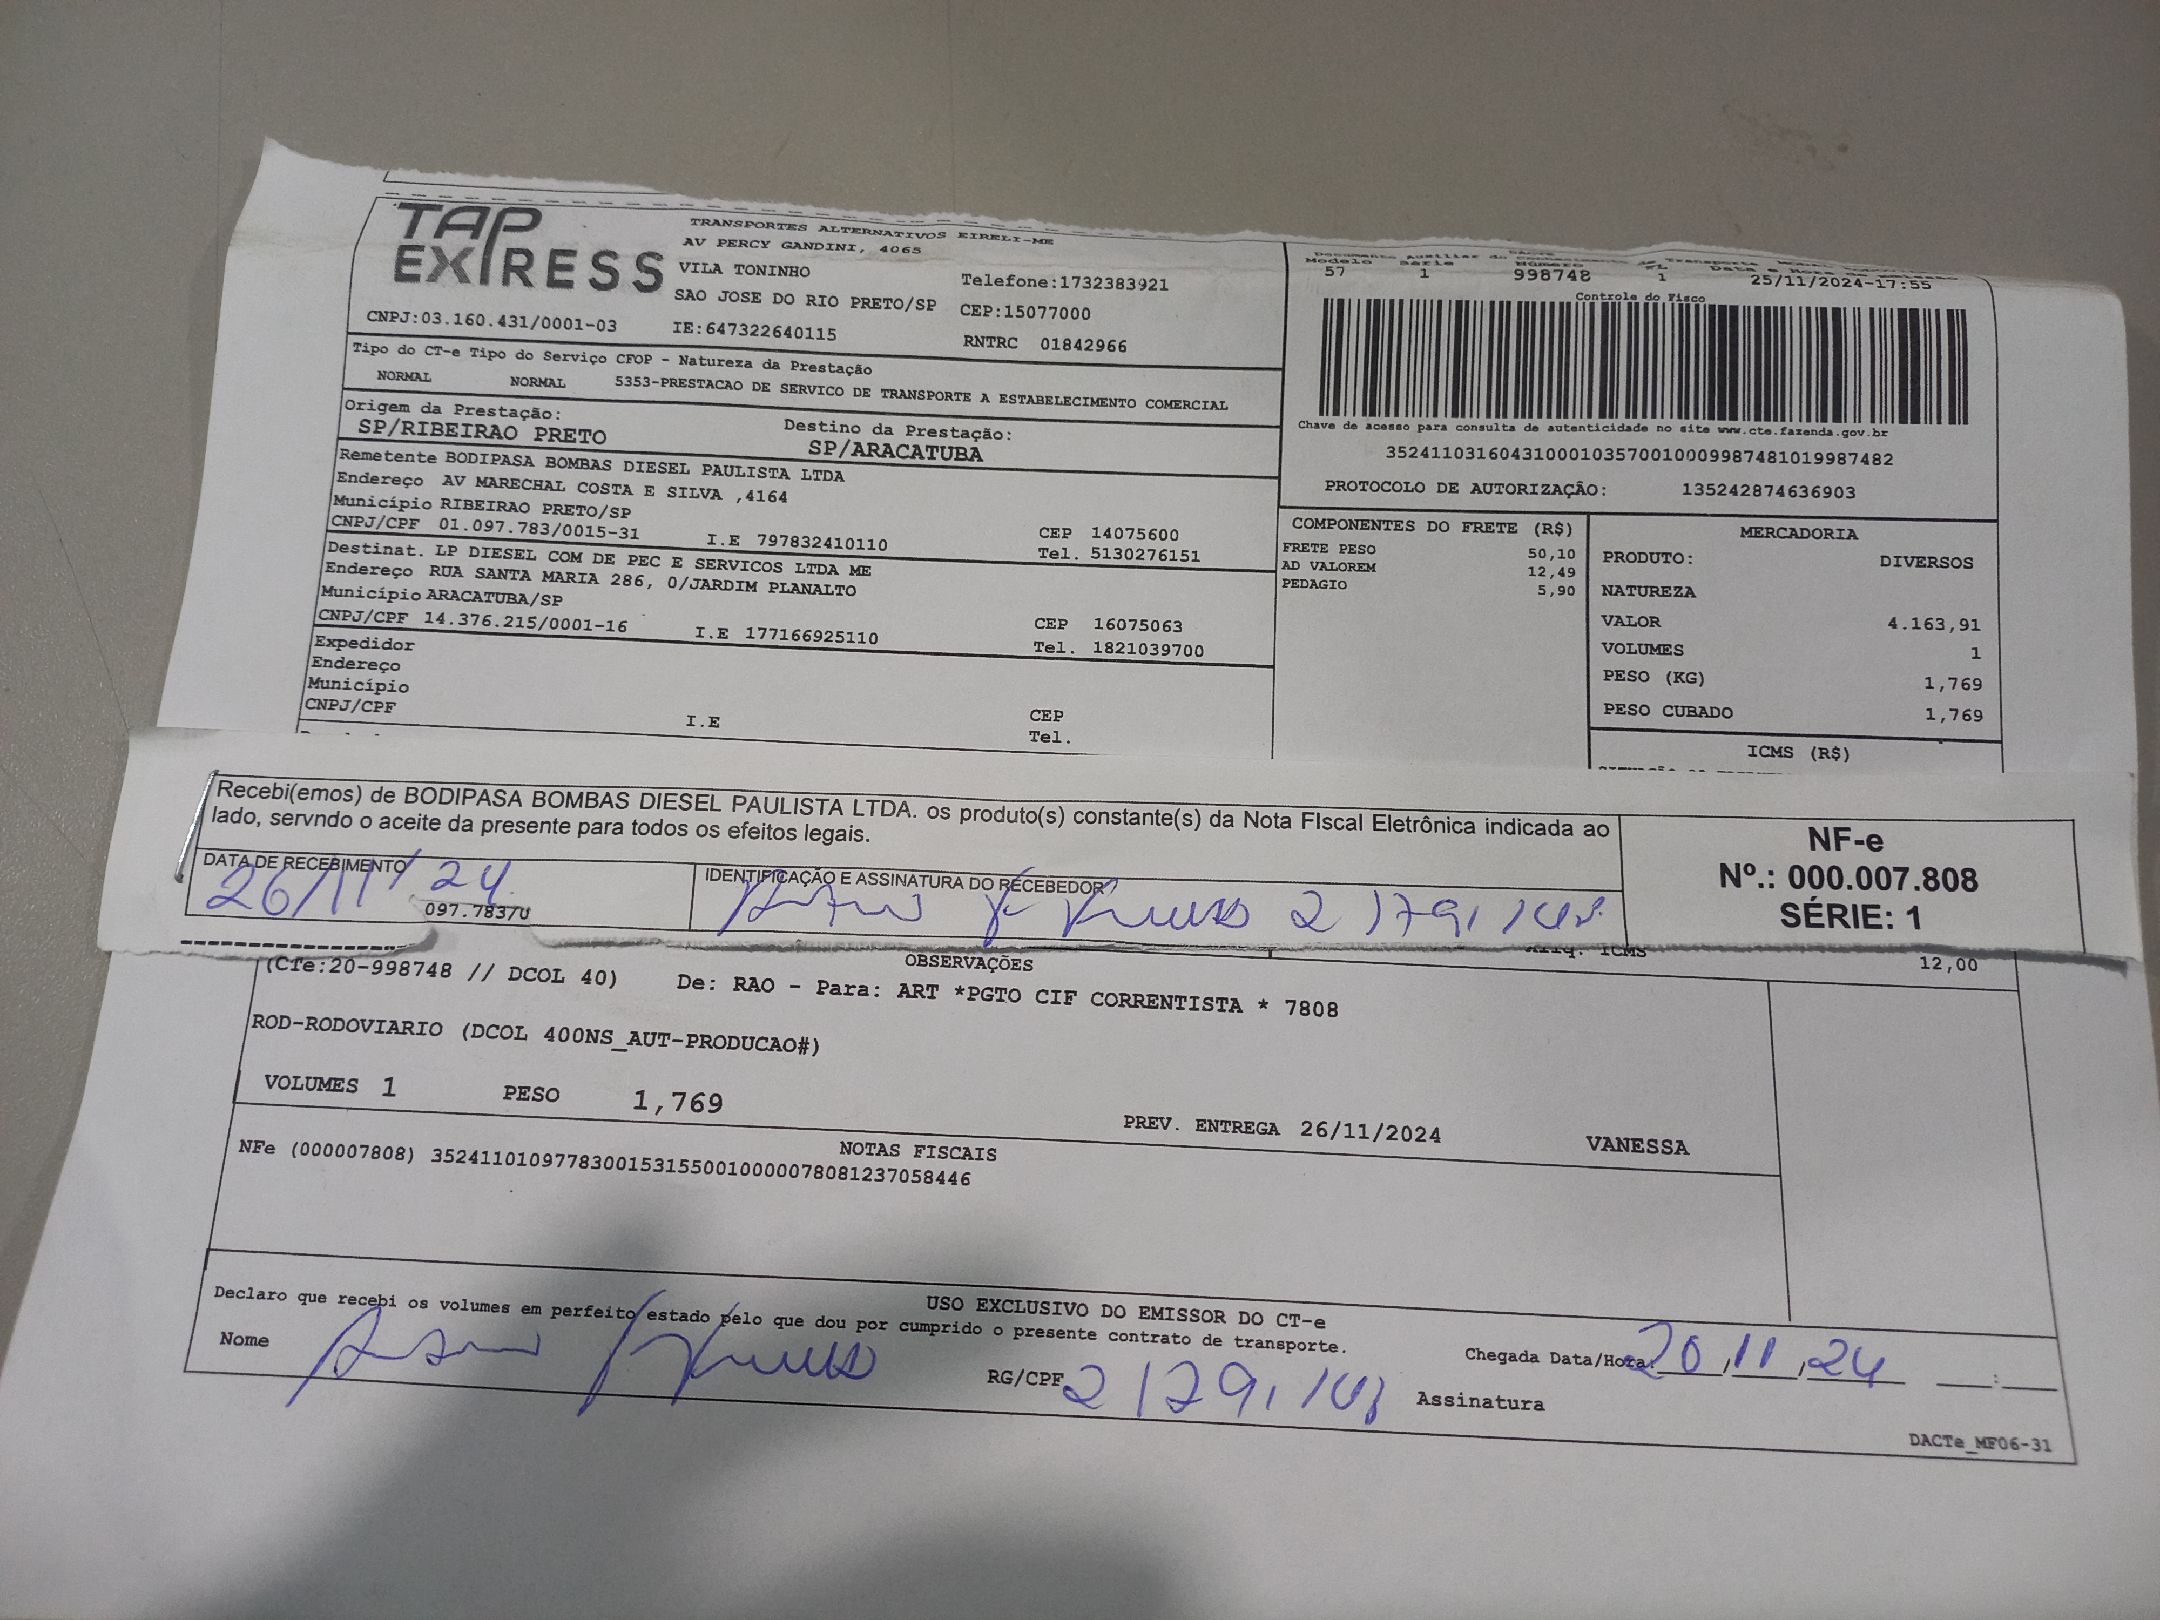 TAP EXPRESS
TRANSPORTES ALTERNATIVOS EIRELI-ME
AV PERCY GANDINI, 4065
VILA TONINHO
SAO JOSE DO RIO PRETO/SP
Telefone:1732383921
CEP:15077000
CNPJ:03.160.431/0001-03 IE:647322640115 RNTRC 01842966
Tipo do CT-e Tipo do Serviço CFOP - Natureza da Prestação
NORMAL NORMAL 5353-PRESTACAO DE SERVICO DE TRANSPORTE A ESTABELECIMENTO COMERCIAL
Origem da Prestação: Destino da Prestação:
SP/RIBEIRAO PRETO SP/ARACATUBA
Remetente BODIPASA BOMBAS DIESEL PAULISTA LTDA
Endereço AV MARECHAL COSTA E SILVA ,4164
Município RIBEIRAO PRETO/SP CEP 14075600
CNPJ/CPF 01.097.783/0015-31 I.E 797832410110 Tel. 5130276151
Destinat. LP DIESEL COM DE PEC E SERVICOS LTDA ME
Endereço RUA SANTA MARIA 286, 0/JARDIM PLANALTO
Município ARACATUBA/SP CEP 16075063
CNPJ/CPF 14.376.215/0001-16 I.E 177166925110 Tel. 1821039700
Expedidor
Endereço
Município CEP
CNPJ/CPF I.E Tel.
Modelo Série Número FL
57 1 998748 1 25/11/2024-17:55
Controle do Fisco
Chave de acesso para consulta de autenticidade no site www.cte.fazenda.gov.br
35241103160431000103570010009987481019987482
PROTOCOLO DE AUTORIZAÇÃO: 135242874636903
COMPONENTES DO FRETE (R$)
FRETE PESO 50,10
AD VALOREM 12,49
PEDAGIO 5,90
MERCADORIA
PRODUTO: DIVERSOS
NATUREZA
VALOR 4.163,91
VOLUMES 1
PESO (KG) 1,769
PESO CUBADO 1,769
ICMS (R$)
Recebi(emos) de BODIPASA BOMBAS DIESEL PAULISTA LTDA. os produto(s) constante(s) da Nota FIscal Eletrônica indicada ao
lado, servndo o aceite da presente para todos os efeitos legais.
DATA DE RECEBIMENTO IDENTIFICAÇÃO E ASSINATURA DO RECEBEDOR
26/11/24
097.783/0
NF-e
Nº.: 000.007.808
SÉRIE: 1
Aliq. ICMS 12,00
OBSERVAÇÕES
(CTe:20-998748 // DCOL 40) De: RAO - Para: ART *PGTO CIF CORRENTISTA * 7808
ROD-RODOVIARIO (DCOL 400NS_AUT-PRODUCAO#)
VOLUMES 1 PESO 1,769 PREV. ENTREGA 26/11/2024 VANESSA
NOTAS FISCAIS
NFe (000007808) 35241101097783001531550010000078081237058446
USO EXCLUSIVO DO EMISSOR DO CT-e
Declaro que recebi os volumes em perfeito estado pelo que dou por cumprido o presente contrato de transporte.
Nome RG/CPF Chegada Data/Hora: 20,11,24
Assinatura
DACTe_MF06-31